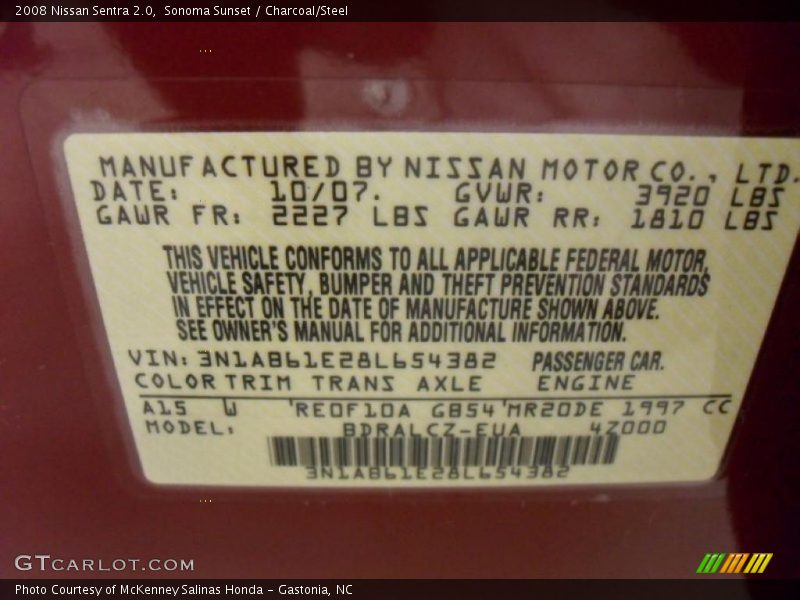 2008 Nissan Sentra 2.0,  Sonoma Sunset / Charcoal/Steel
MANUFACTURED BY NISSAN MOTOR CO., LTD.
DATE: 10/07. GVWR: 3920 LBS
GAWR FR: 2227 LBS GAWR RR: 1810 LBS
THIS VEHICLE CONFORMS TO ALL APPLICABLE FEDERAL MOTOR
VEHICLE SAFETY, BUMPER AND THEFT PREVENTION STANDARDS
IN EFFECT ON THE DATE OF MANUFACTURE SHOWN ABOVE.
SEE OWNER'S MANUAL FOR ADDITIONAL INFORMATION.
VIN: 3N1AB61E28L654382 PASSENGER CAR.
COLOR TRIM TRANS AXLE ENGINE
A15 W 'RE0F10A GB54'MR20DE 1997 CC
MODEL: BDRALCZ-EUA 4Z000
3N1AB61E28L654382
GTCARLOT.COM
Photo Courtesy of McKenney Salinas Honda - Gastonia, NC